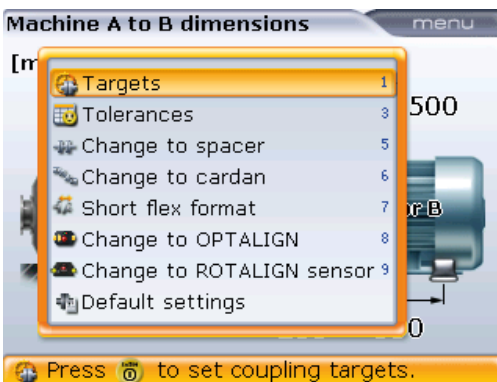 Machine A to B dimensions menu
[m
Targets 1
Tolerances 3
500
Change to spacer 5
Change to cardan 6
Short flex format 7
or B
Change to OPTALIGN 8
Change to ROTALIGN sensor 9
Default settings
0
Press to set coupling targets.